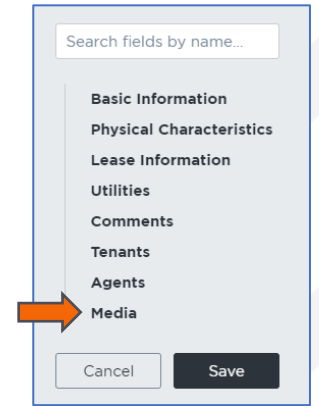 Search fields by name...
Basic Information
Physical Characteristics
Lease Information
Utilities
Comments
Tenants
Agents
Media
Cancel Save